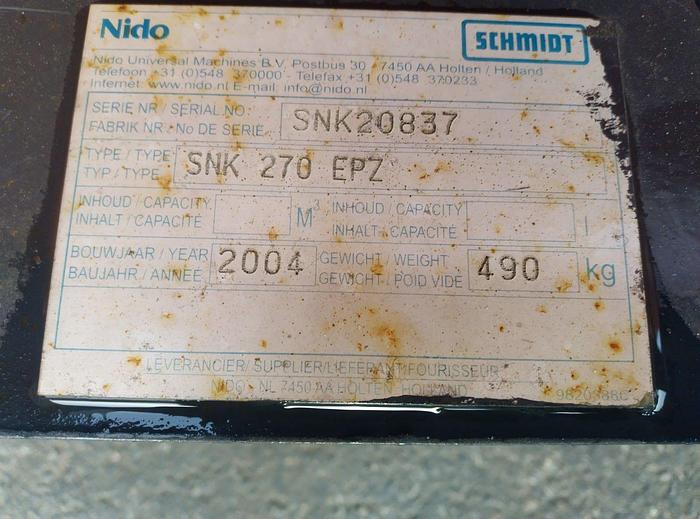 Nido
SCHMIDT
Nido Universal Machines B.V. Postbus 30 - 7450 AA Holten / Holland
Telefoon +31 (0)548 370000 - Telefax +31 (0)548 370233
Internet: www.nido.nl E-mail: info@nido.nl
SERIE NR / SERIAL NO: SNK20837
FABRIK NR. No DE SERIE
TYPE / TYPE SNK 270 EPZ
TYP / TYPE
INHOUD / CAPACITY M³ INHOUD / CAPACITY l
INHALT / CAPACITÉ INHALT / CAPACITÉ
BOUWJAAR / YEAR 2004 GEWICHT / WEIGHT 490 kg
BAUJAHR / ANNEE GEWICHT / POID VIDE
LEVERANCIER/ SUPPLIER/LIEFERANT/FOURISSEUR
NIDO - NL 7450 AA HOLTEN HOLLAND